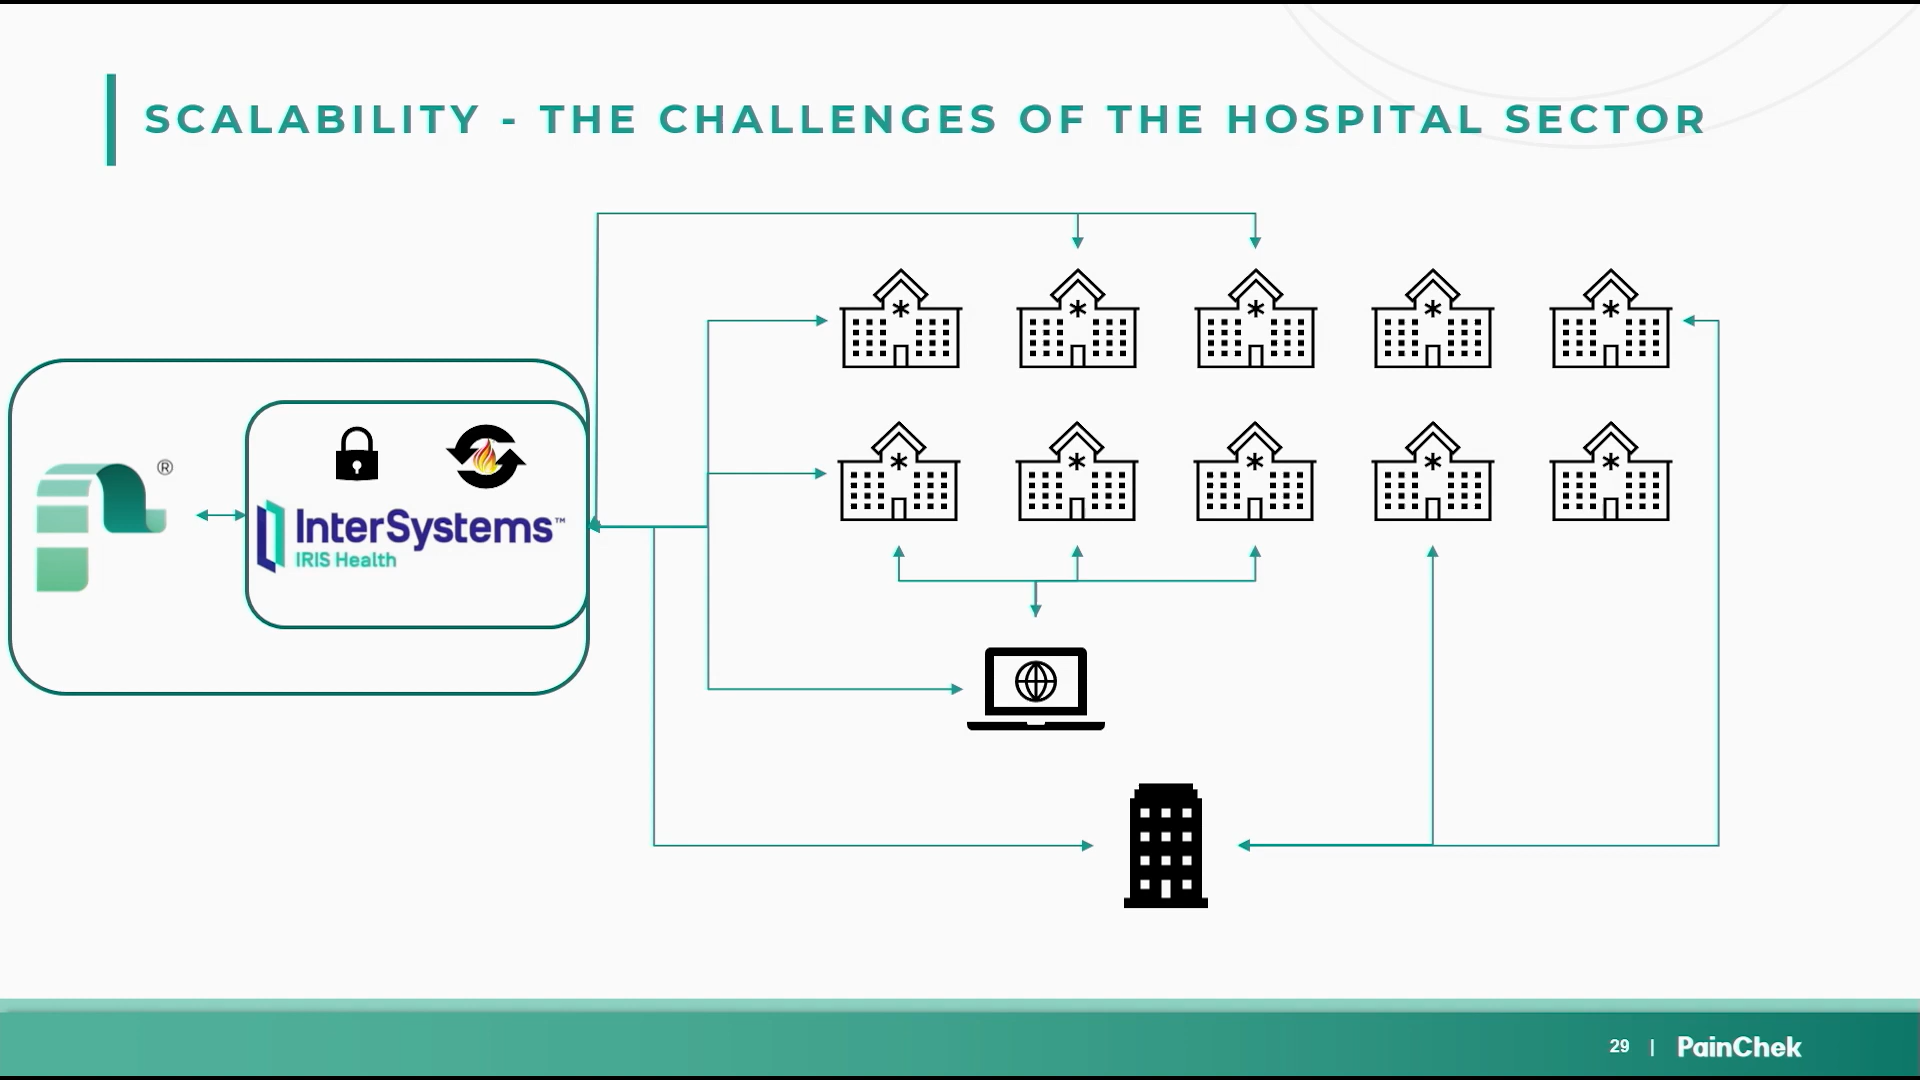 SCALABILITY - THE CHALLENGES OF THE HOSPITAL SECTOR
®
InterSystems™
IRIS Health
29 | PainChek